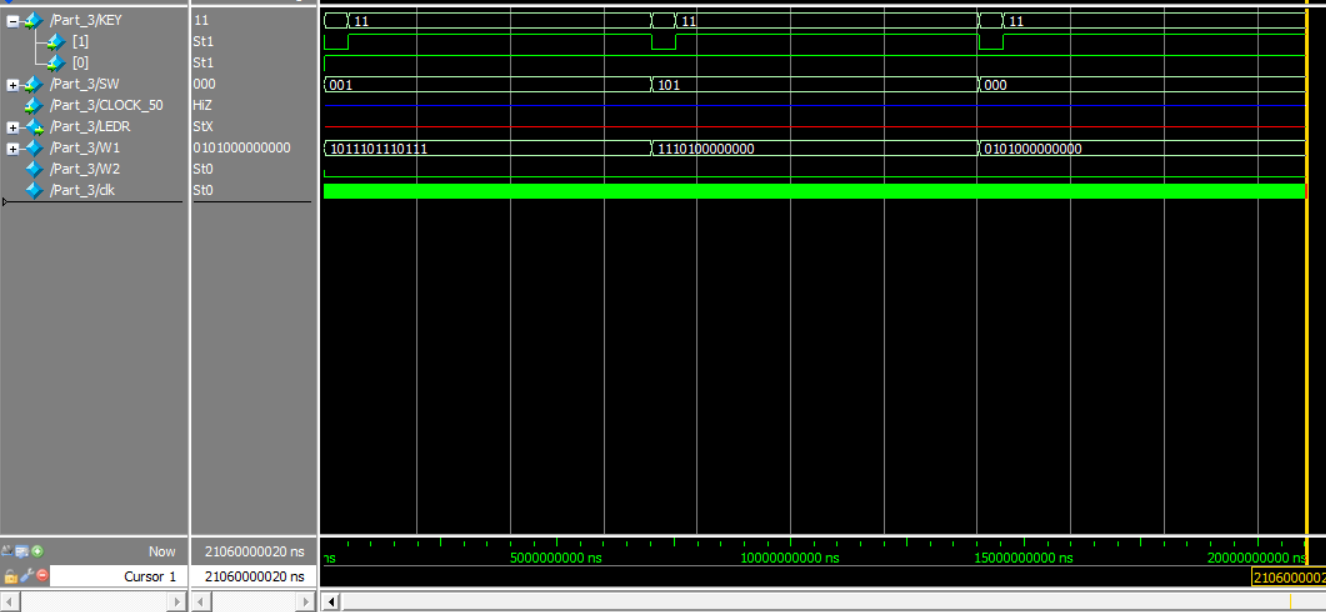 /Part_3/KEY 11 11 11 11
[1] St1
[0] St1
/Part_3/SW 000 001 101 000
/Part_3/CLOCK_50 HiZ
/Part_3/LEDR StX
/Part_3/W1 0101000000000 1011101110111 1110100000000 0101000000000
/Part_3/W2 St0
/Part_3/clk St0
Now 21060000020 ns ns 5000000000 ns 10000000000 ns 15000000000 ns 20000000000 ns
Cursor 1 21060000020 ns 2106000002